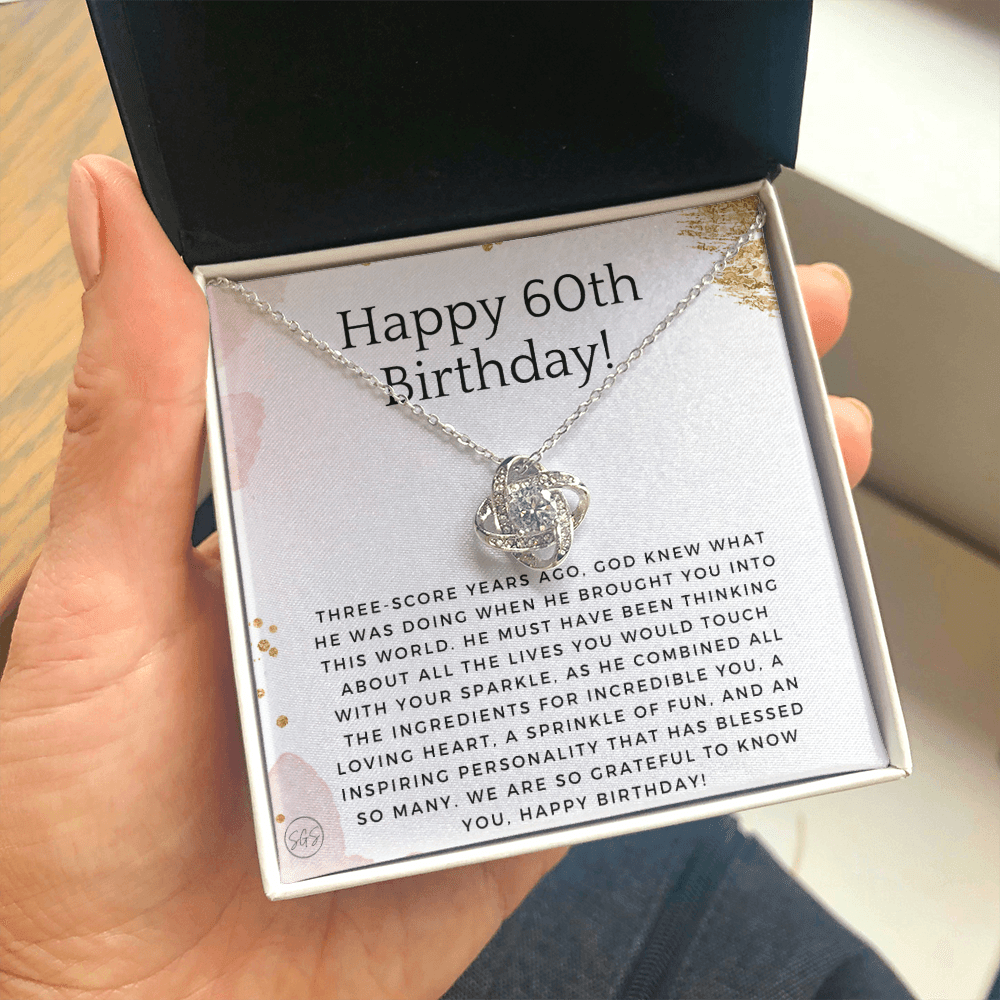 Happy 60th
Birthday!
THREE-SCORE YEARS AGO, GOD KNEW WHAT
HE WAS DOING WHEN HE BROUGHT YOU INTO
THIS WORLD. HE MUST HAVE BEEN THINKING
ABOUT ALL THE LIVES YOU WOULD TOUCH
WITH YOUR SPARKLE, AS HE COMBINED ALL
THE INGREDIENTS FOR INCREDIBLE YOU, A
LOVING HEART, A SPRINKLE OF FUN, AND AN
INSPIRING PERSONALITY THAT HAS BLESSED
SO MANY. WE ARE SO GRATEFUL TO KNOW
YOU, HAPPY BIRTHDAY!
SGS